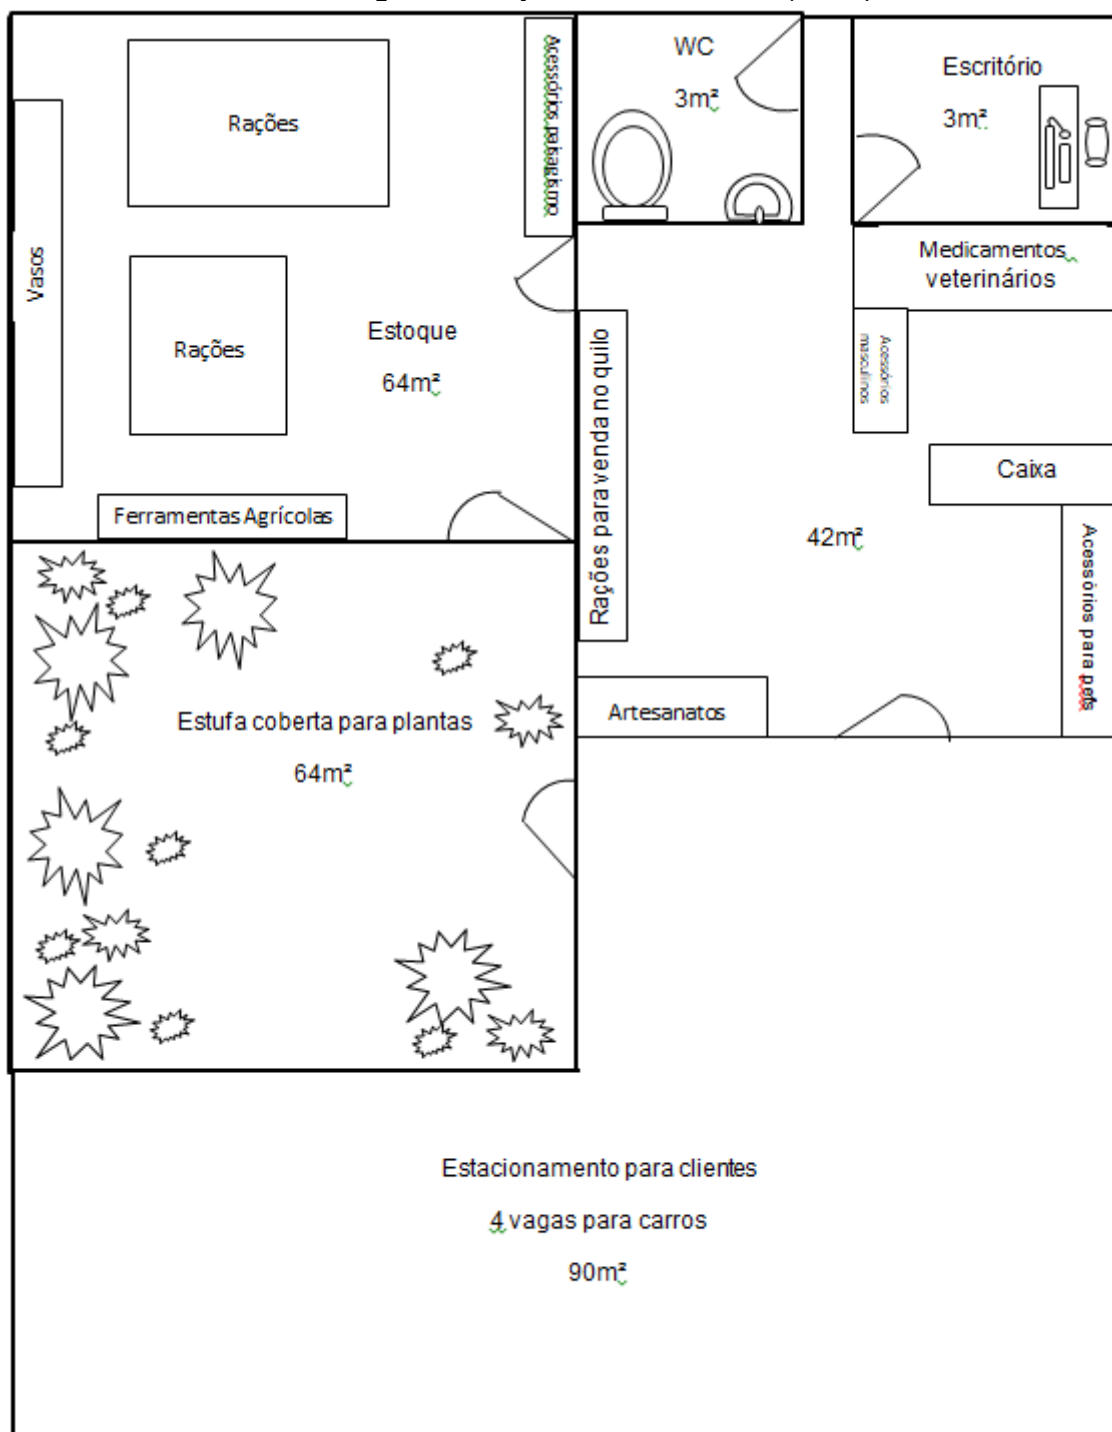 WC
3m²
Escritório
3m²
Rações
Acessórios paisagismo
Vasos
Rações
Estoque
64m²
Medicamentos
veterinários
Acessórios
masculinos
Rações para venda no quilo
Caixa
Ferramentas Agrícolas
42m²
Acessórios para pets
Artesanatos
Estufa coberta para plantas
64m²
Estacionamento para clientes
4 vagas para carros
90m²